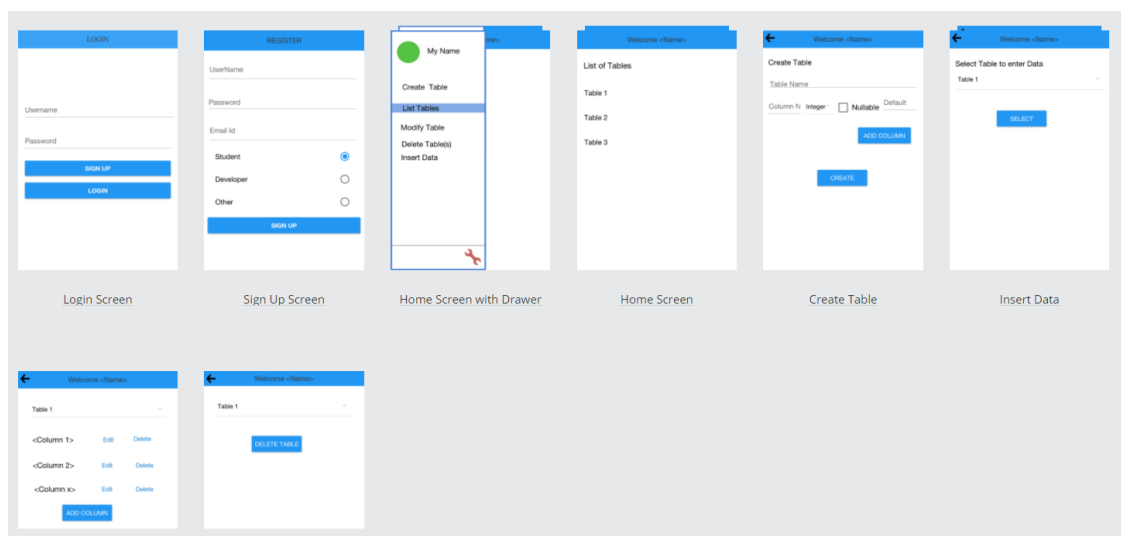 LOGIN
Username
Password
SIGN UP
LOGIN
Login Screen
REGISTER
UserName
Password
Email Id
Student
Developer
Other
SIGN UP
Sign Up Screen
me>
My Name
Create Table
List Tables
Modify Table
Delete Table(s)
Insert Data
Home Screen with Drawer
Welcome <Name>
List of Tables
Table 1
Table 2
Table 3
Home Screen
Welcome <Name>
Create Table
Table Name
Column N Integer Nullable Default
ADD COLUMN
CREATE
Create Table
Welcome <Name>
Select Table to enter Data
Table 1
SELECT
Insert Data
Welcome <Name>
Table 1
<Column 1> Edit Delete
<Column 2> Edit Delete
<Column x> Edit Delete
ADD COLUMN
Welcome <Name>
Table 1
DELETE TABLE